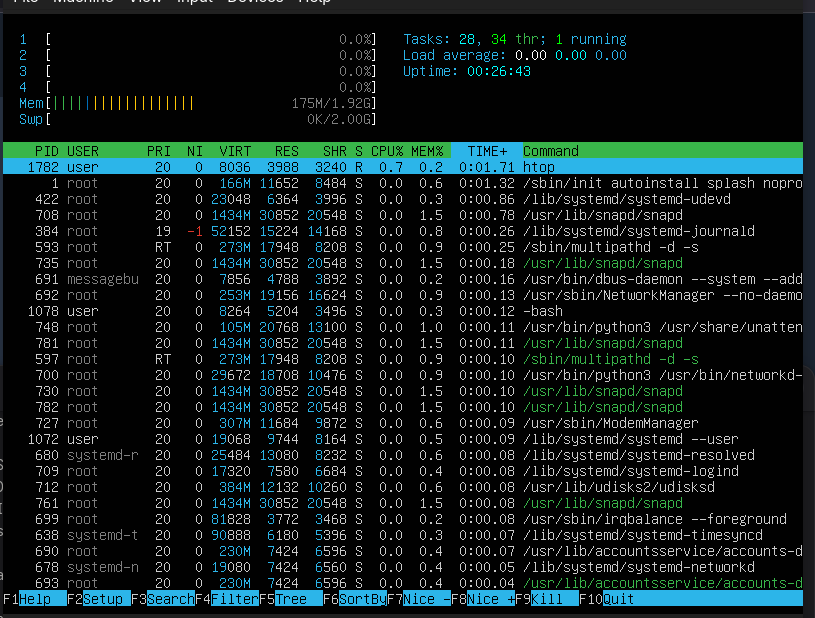 File Machine View Input Devices Help
1 [ 0.0%] Tasks: 28, 34 thr; 1 running
2 [ 0.0%] Load average: 0.00 0.00 0.00
3 [ 0.0%] Uptime: 00:26:43
4 [ 0.0%]
Mem[|||||||||||||||||| 175M/1.92G]
Swp[ 0K/2.00G]
PID USER PRI NI VIRT RES SHR S CPU% MEM% TIME+ Command
1782 user 20 0 8036 3988 3240 R 0.7 0.2 0:01.71 htop
1 root 20 0 166M 11652 8484 S 0.0 0.6 0:01.32 /sbin/init autoinstall splash nopro
422 root 20 0 23048 6364 3996 S 0.0 0.3 0:00.86 /lib/systemd/systemd-udevd
708 root 20 0 1434M 30852 20548 S 0.0 1.5 0:00.78 /usr/lib/snapd/snapd
384 root 19 -1 52152 15224 14168 S 0.0 0.8 0:00.26 /lib/systemd/systemd-journald
593 root RT 0 273M 17948 8208 S 0.0 0.9 0:00.25 /sbin/multipathd -d -s
735 root 20 0 1434M 30852 20548 S 0.0 1.5 0:00.18 /usr/lib/snapd/snapd
691 messagebu 20 0 7856 4788 3892 S 0.0 0.2 0:00.16 /usr/bin/dbus-daemon --system --add
692 root 20 0 253M 19156 16624 S 0.0 0.9 0:00.13 /usr/sbin/NetworkManager --no-daemo
1078 user 20 0 8264 5204 3496 S 0.0 0.3 0:00.12 -bash
748 root 20 0 105M 20768 13100 S 0.0 1.0 0:00.11 /usr/bin/python3 /usr/share/unatten
781 root 20 0 1434M 30852 20548 S 0.0 1.5 0:00.11 /usr/lib/snapd/snapd
597 root RT 0 273M 17948 8208 S 0.0 0.9 0:00.10 /sbin/multipathd -d -s
700 root 20 0 29672 18708 10476 S 0.0 0.9 0:00.10 /usr/bin/python3 /usr/bin/networkd-
730 root 20 0 1434M 30852 20548 S 0.0 1.5 0:00.10 /usr/lib/snapd/snapd
782 root 20 0 1434M 30852 20548 S 0.0 1.5 0:00.10 /usr/lib/snapd/snapd
727 root 20 0 307M 11684 9872 S 0.0 0.6 0:00.09 /usr/sbin/ModemManager
1072 user 20 0 19068 9744 8164 S 0.0 0.5 0:00.09 /lib/systemd/systemd --user
680 systemd-r 20 0 25484 13080 8232 S 0.0 0.6 0:00.08 /lib/systemd/systemd-resolved
709 root 20 0 17320 7580 6684 S 0.0 0.4 0:00.08 /lib/systemd/systemd-logind
712 root 20 0 384M 12132 10260 S 0.0 0.6 0:00.08 /usr/lib/udisks2/udisksd
761 root 20 0 1434M 30852 20548 S 0.0 1.5 0:00.08 /usr/lib/snapd/snapd
699 root 20 0 81828 3772 3468 S 0.0 0.2 0:00.08 /usr/sbin/irqbalance --foreground
638 systemd-t 20 0 90888 6180 5396 S 0.0 0.3 0:00.07 /lib/systemd/systemd-timesyncd
690 root 20 0 230M 7424 6596 S 0.0 0.4 0:00.07 /usr/lib/accountsservice/accounts-d
678 systemd-n 20 0 19080 7424 6560 S 0.0 0.4 0:00.05 /lib/systemd/systemd-networkd
693 root 20 0 230M 7424 6596 S 0.0 0.4 0:00.04 /usr/lib/accountsservice/accounts-d
F1Help F2Setup F3SearchF4FilterF5Tree F6SortByF7Nice -F8Nice +F9Kill F10Quit